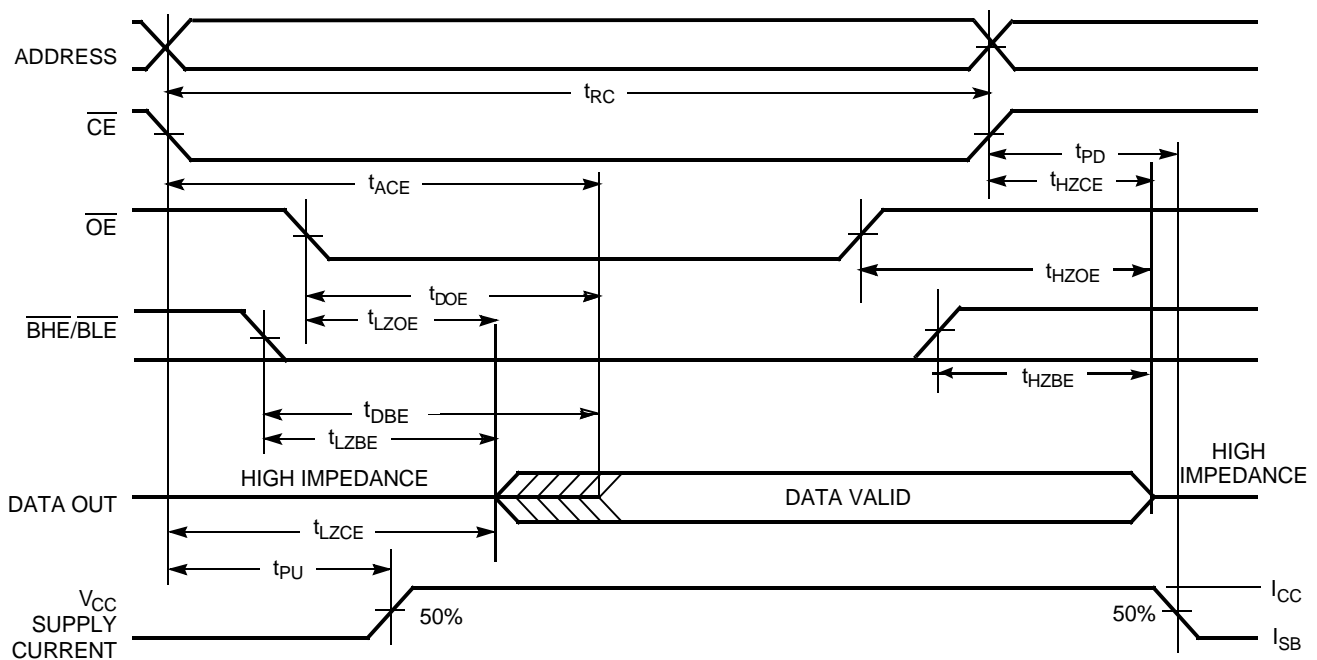 ADDRESS
tRC
CE
tPD
tACE
tHZCE
OE
tHZOE
tDOE
tLZOE
BHE/BLE
tHZBE
tDBE
tLZBE
HIGH IMPEDANCE
HIGH
IMPEDANCE
DATA OUT
DATA VALID
tLZCE
tPU
VCC
SUPPLY
CURRENT
50%
50%
ICC
ISB